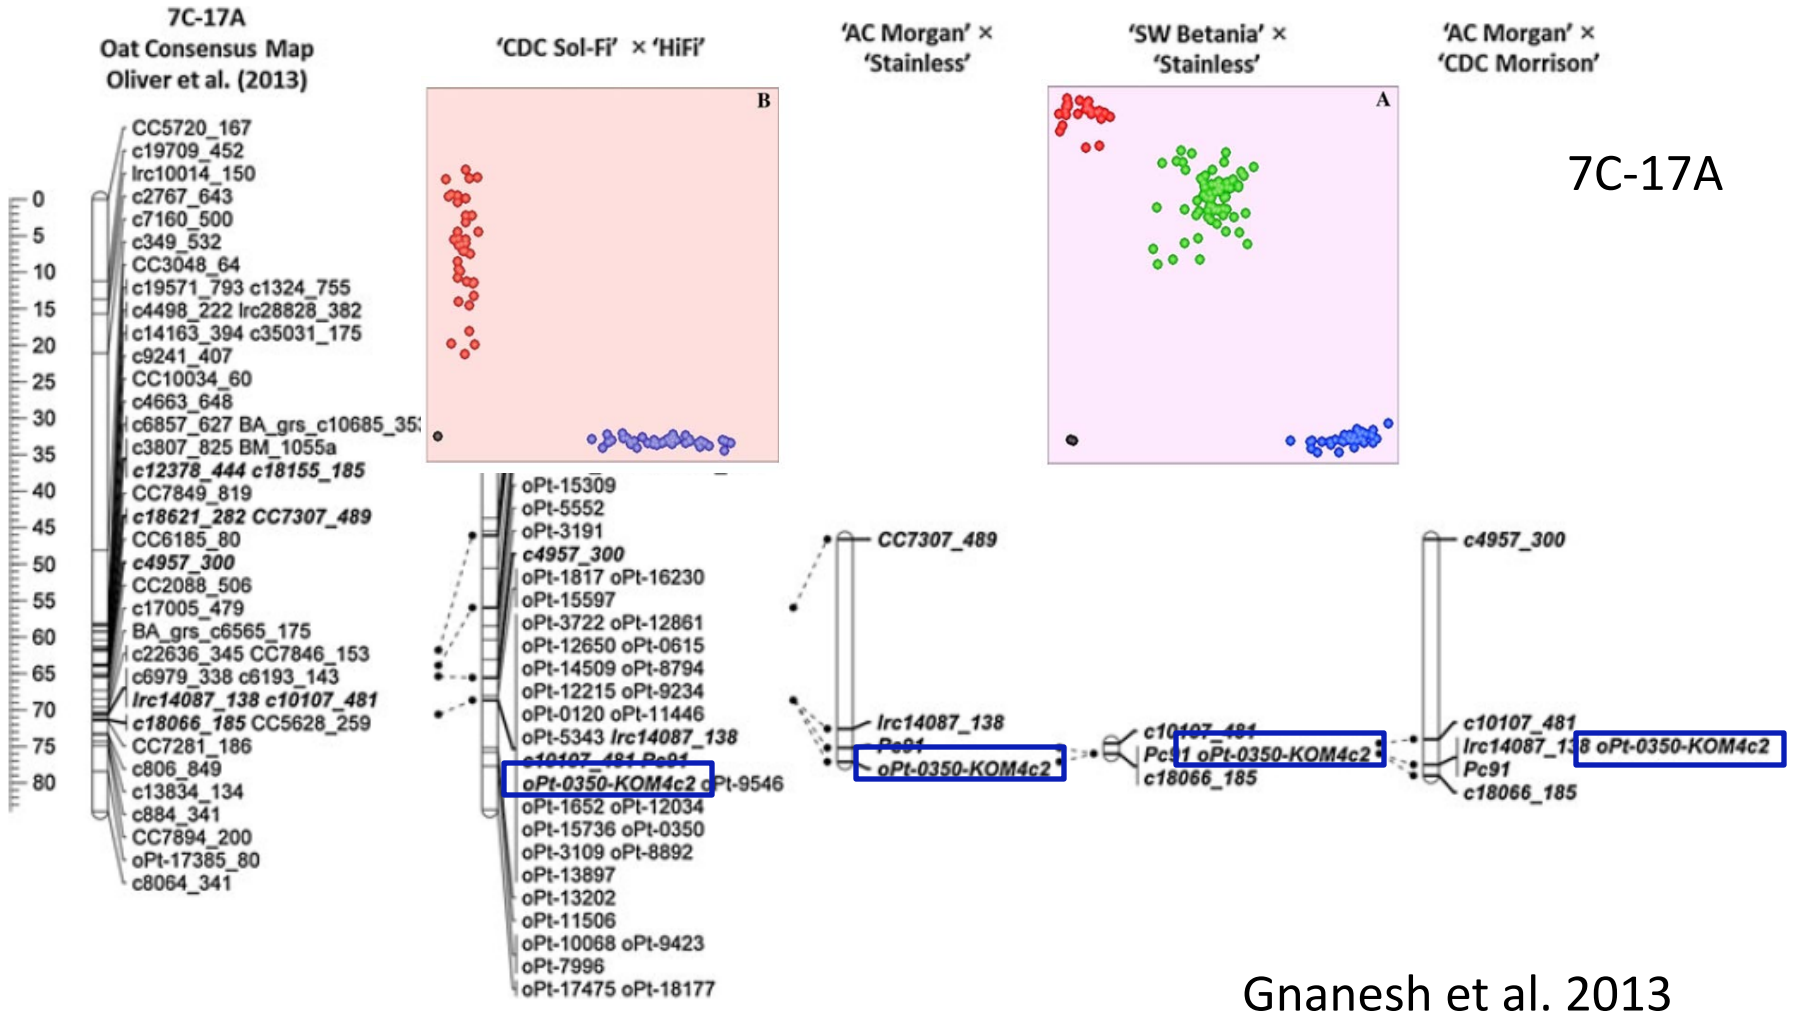 7C-17A
Oat Consensus Map
Oliver et al. (2013)
'CDC Sol-Fi' × 'HiFi'
'AC Morgan' ×
'Stainless'
'SW Betania' ×
'Stainless'
'AC Morgan' ×
'CDC Morrison'
B
A
7C-17A
0
5
10
15
20
25
30
35
40
45
50
55
60
65
70
75
80
CC5720_167
c19709_452
lrc10014_150
c2767_643
c7160_500
c349_532
CC3048_64
c19571_793 c1324_755
c4498_222 lrc28828_382
c14163_394 c35031_175
c9241_407
CC10034_60
c4663_648
c6857_627 BA_grs_c10685_353
c3807_825 BM_1055a
c12378_444 c18155_185
CC7849_819
c18621_282 CC7307_489
CC6185_80
c4957_300
CC2088_506
c17005_479
BA_grs_c6565_175
c22636_345 CC7846_153
c6979_338 c6193_143
lrc14087_138 c10107_481
c18066_185 CC5628_259
CC7281_186
c806_849
c13834_134
c884_341
CC7894_200
oPt-17385_80
c8064_341
oPt-15309
oPt-5552
oPt-3191
c4957_300
oPt-1817 oPt-16230
oPt-15597
oPt-3722 oPt-12861
oPt-12650 oPt-0615
oPt-14509 oPt-8794
oPt-12215 oPt-9234
oPt-0120 oPt-11446
oPt-5343 lrc14087_138
c10107_481 Pc91
oPt-0350-KOM4c2 oPt-9546
oPt-1652 oPt-12034
oPt-15736 oPt-0350
oPt-3109 oPt-8892
oPt-13897
oPt-13202
oPt-11506
oPt-10068 oPt-9423
oPt-7996
oPt-17475 oPt-18177
CC7307_489
lrc14087_138
Pc91
oPt-0350-KOM4c2
c10107_481
Pc91 oPt-0350-KOM4c2
c18066_185
c4957_300
c10107_481
lrc14087_138 oPt-0350-KOM4c2
Pc91
c18066_185
Gnanesh et al. 2013